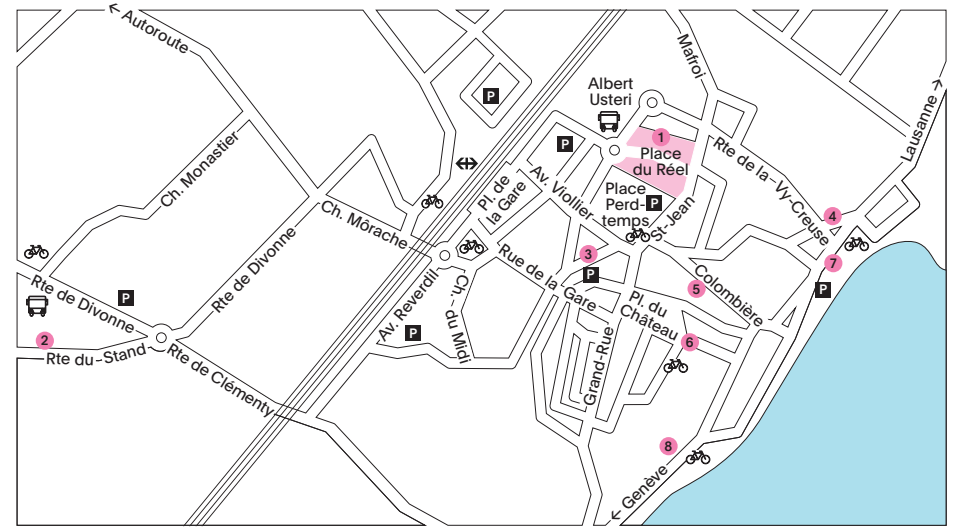 ← Autoroute
Mafroi
Lausanne →
P
Albert
Usteri
1
P
Place
du Réel
Rte de la-Vy-Creuse
Ch. Monastier
Av. Viollier
Pl. de
la Gare
Place
Perd-
temps
P
St-Jean
4
Ch. Môrache
Rte de Divonne
Rue de la Gare
3
P
7
Colombière
5
P
Rte de Divonne
P
Av. Reverdil
Ch. du Midi
P
Pl. du
Château
6
2
Rte du-Stand
Rte de Clémenty
Grand-Rue
8
← Genève